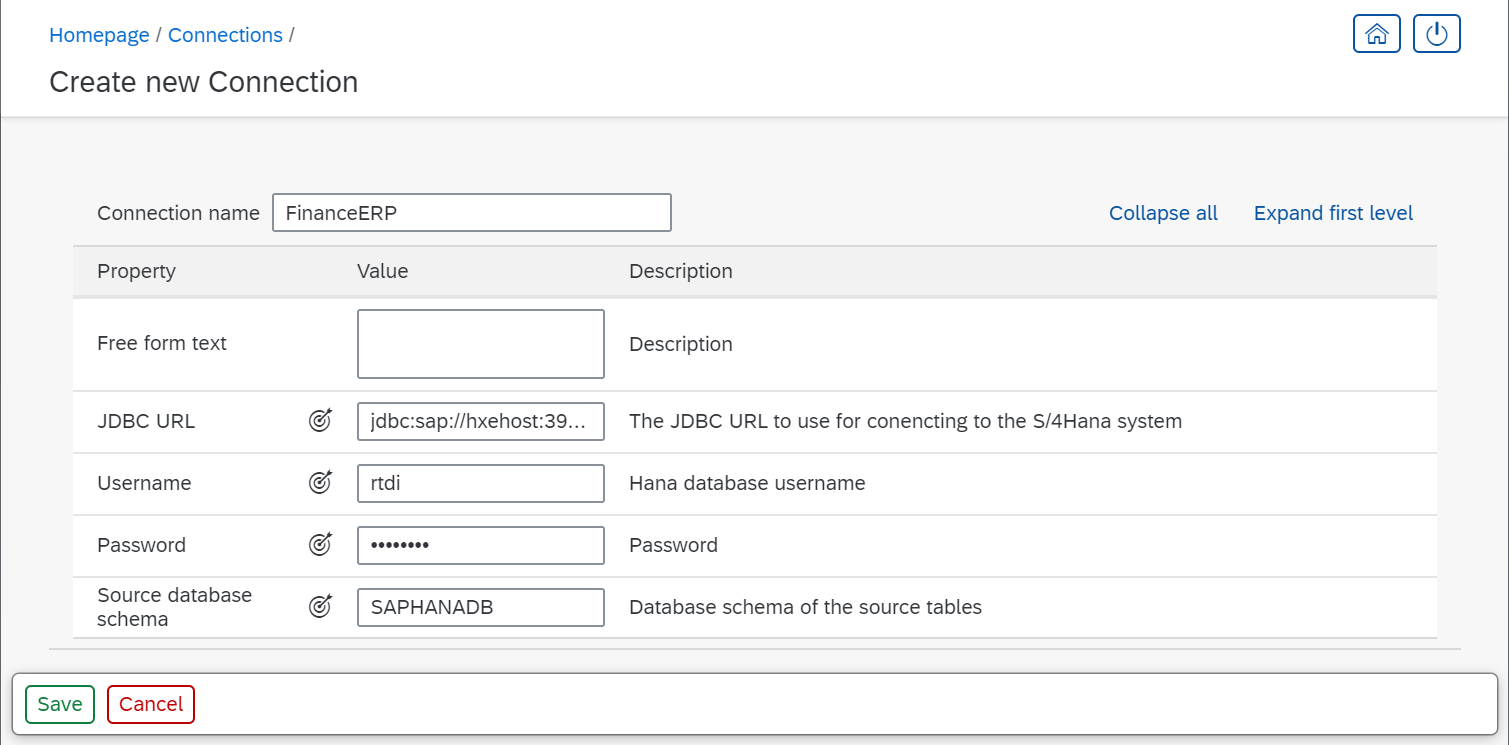 Homepage / Connections /
Create new Connection
Connection name FinanceERP Collapse all Expand first level
Property Value Description
Free form text Description
JDBC URL jdbc:sap://hxehost:39... The JDBC URL to use for conencting to the S/4Hana system
Username rtdi Hana database username
Password •••••••• Password
Source database
schema SAPHANADB Database schema of the source tables
Save Cancel